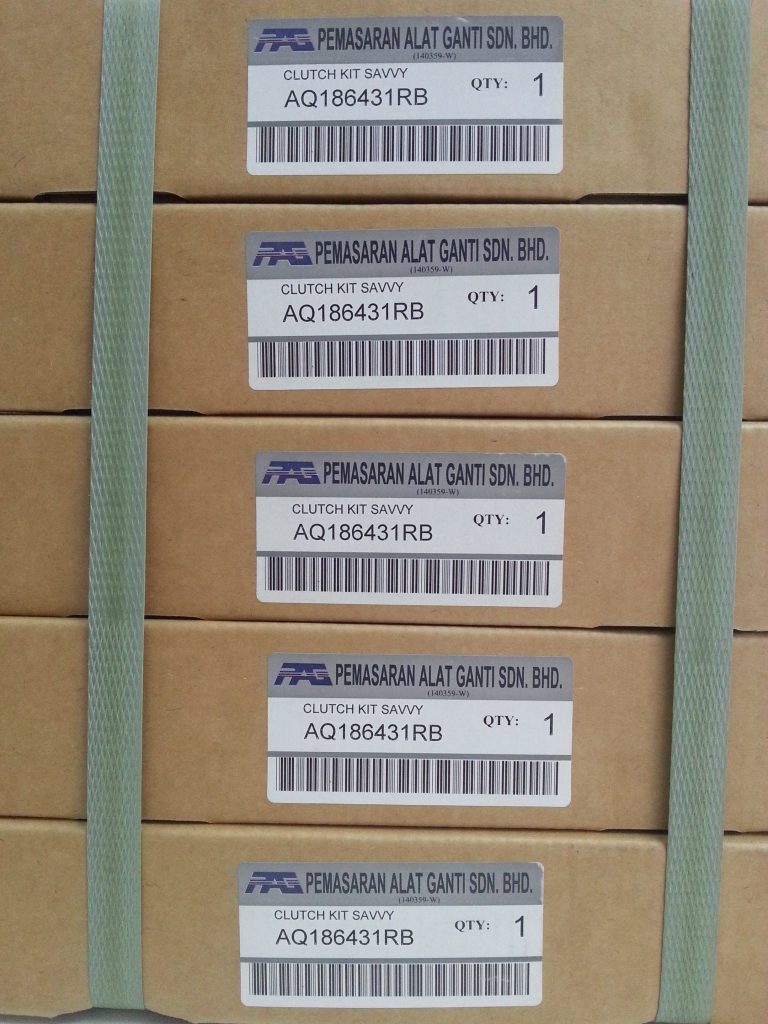 PAG PEMASARAN ALAT GANTI SDN. BHD.
(140359-W)
CLUTCH KIT SAVVY QTY: 1
AQ186431RB
PAG PEMASARAN ALAT GANTI SDN. BHD.
(140359-W)
CLUTCH KIT SAVVY QTY: 1
AQ186431RB
PAG PEMASARAN ALAT GANTI SDN. BHD.
(140359-W)
CLUTCH KIT SAVVY QTY: 1
AQ186431RB
PAG PEMASARAN ALAT GANTI SDN. BHD.
(140359-W)
CLUTCH KIT SAVVY QTY: 1
AQ186431RB
PAG PEMASARAN ALAT GANTI SDN. BHD.
(140359-W)
CLUTCH KIT SAVVY QTY: 1
AQ186431RB